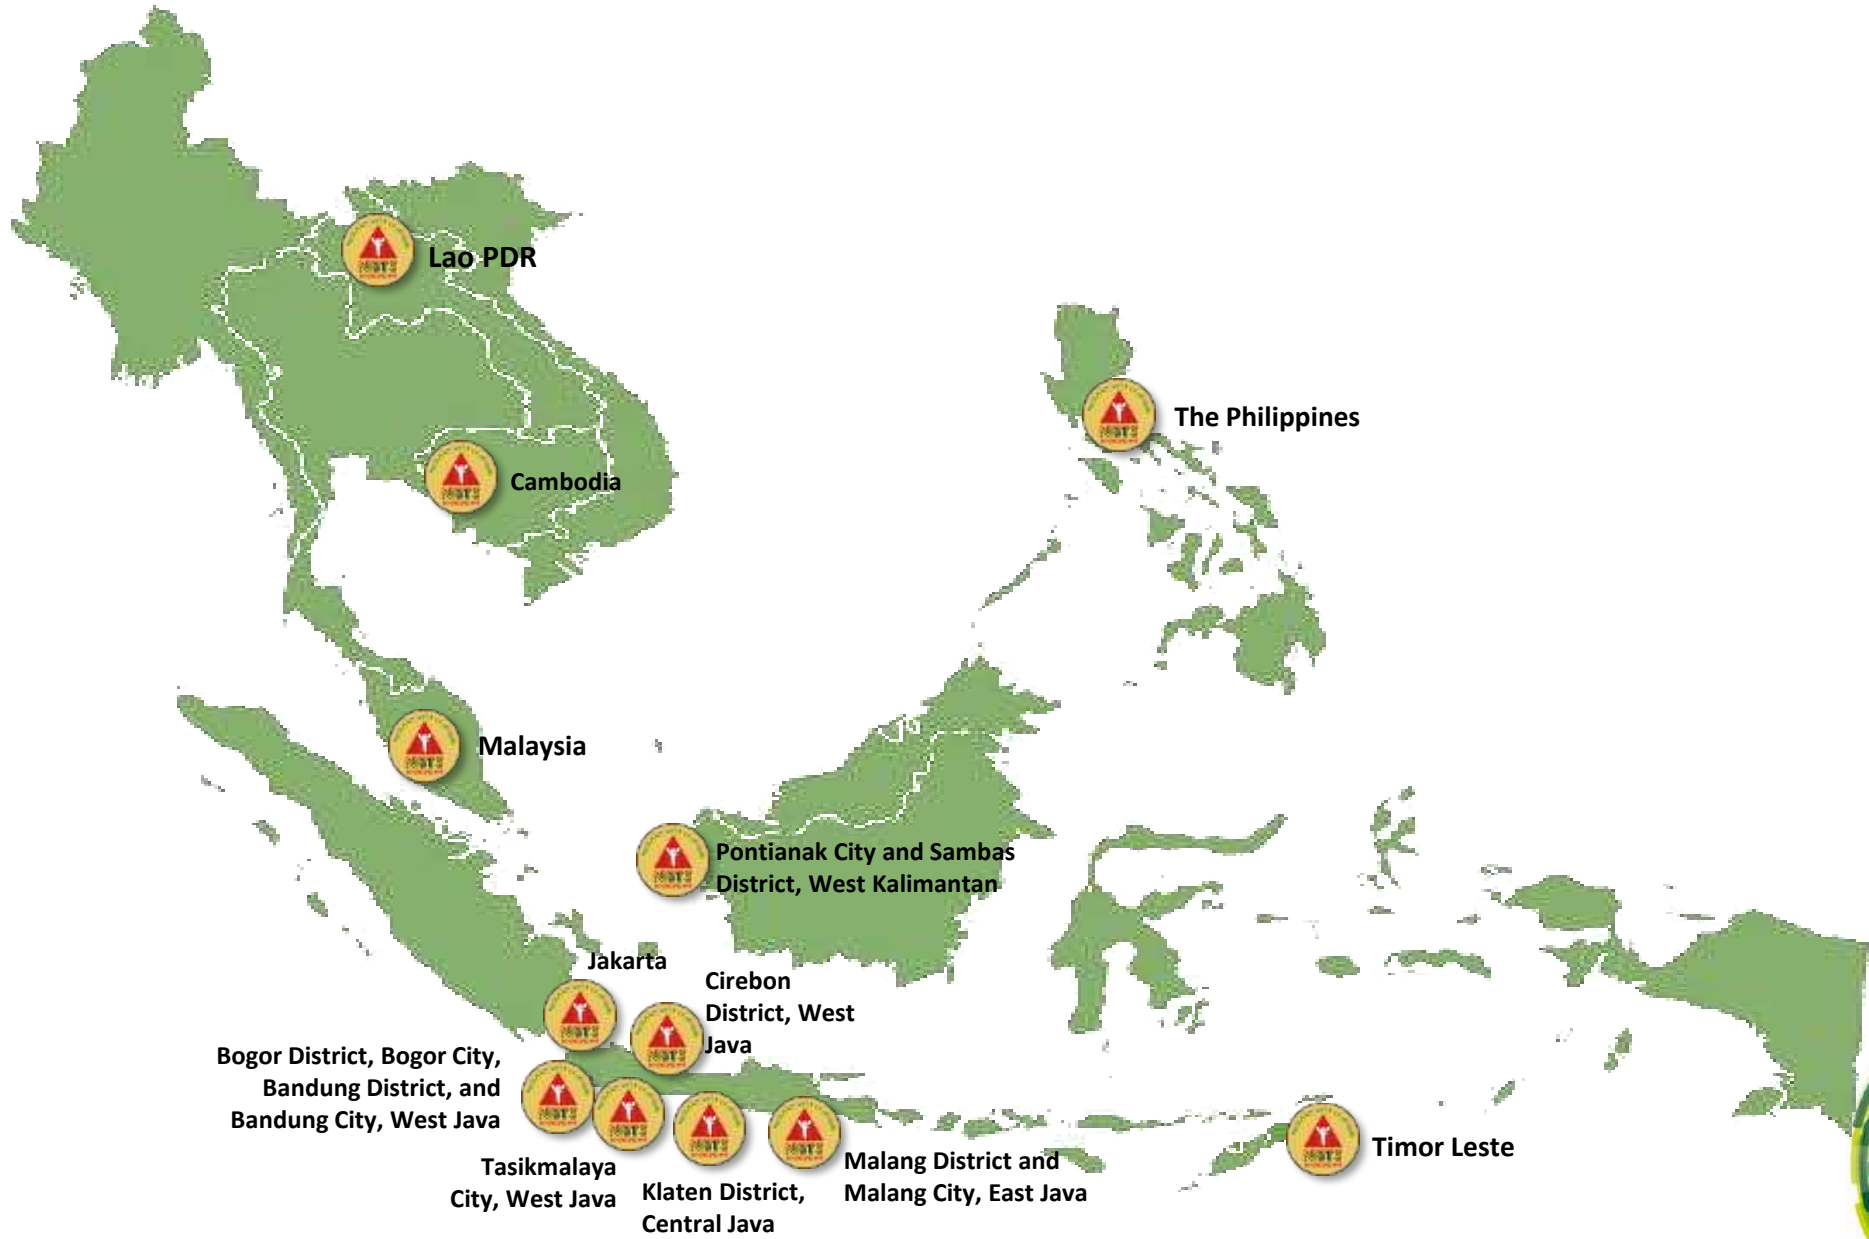 Lao PDR
The Philippines
Cambodia
Malaysia
Pontianak City and Sambas
District, West Kalimantan
Jakarta
Cirebon
District, West
Java
Bogor District, Bogor City,
Bandung District, and
Bandung City, West Java
Tasikmalaya
City, West Java
Klaten District,
Central Java
Malang District and
Malang City, East Java
Timor Leste